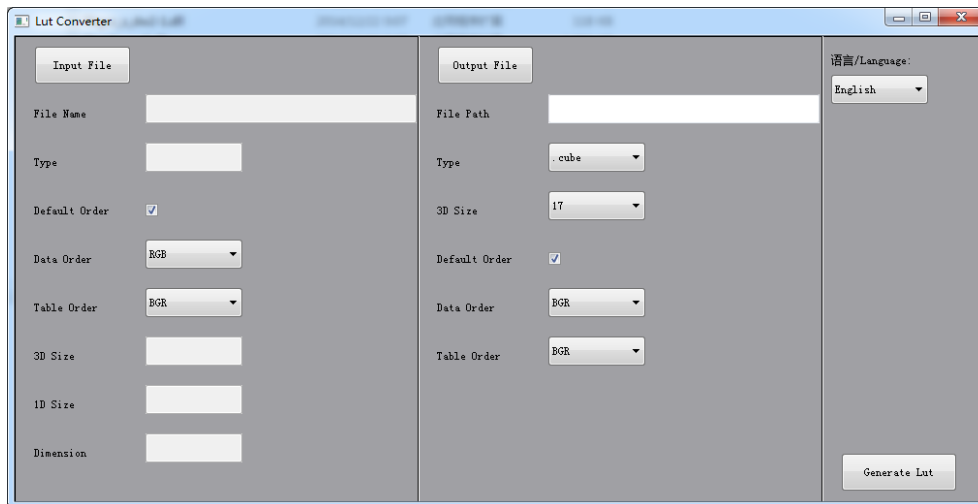 Lut Converter
Input File
File Name
Type
Default Order
Data Order
RGB
Table Order
BGR
3D Size
1D Size
Dimension
Output File
File Path
Type
.cube
3D Size
17
Default Order
Data Order
BGR
Table Order
BGR
语言/Language:
English
Generate Lut